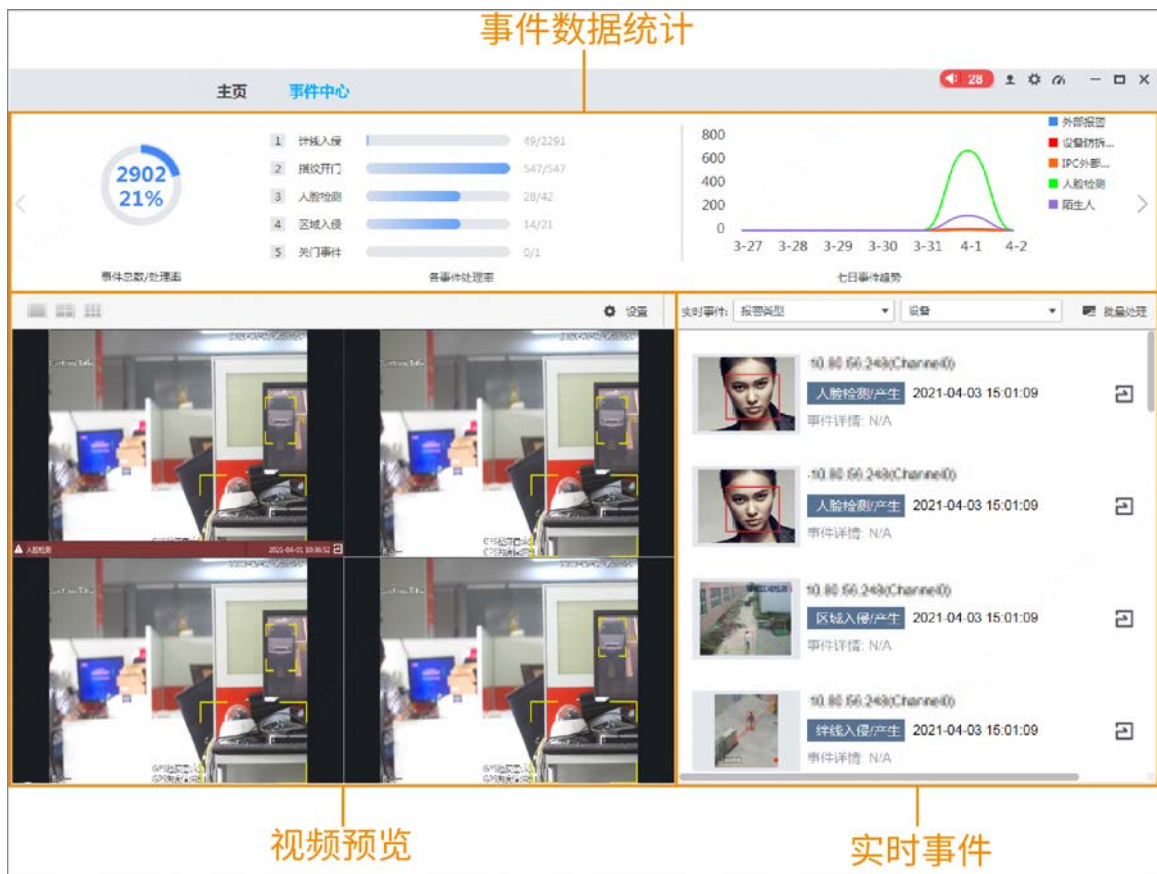 事件数据统计
28
主页 事件中心
2902
21%
事件总数/处理率
1 绊线入侵 49/2291
2 指纹开门 547/547
3 人脸检测 28/42
4 区域入侵 14/21
5 关门事件 0/1
各事件处理率
800
600
400
200
0
3-27 3-28 3-29 3-30 3-31 4-1 4-2
七日事件趋势
外部报警
设备防拆...
IPC外部...
人脸检测
陌生人
设置
实时事件: 报警类型 设备 批量处理
人脸检测 2021-04-01 10:36:52
人脸检测/产生 2021-04-03 15:01:09
事件详情: N/A
人脸检测/产生 2021-04-03 15:01:09
事件详情: N/A
区域入侵/产生 2021-04-03 15:01:09
事件详情: N/A
绊线入侵/产生 2021-04-03 15:01:09
事件详情: N/A
视频预览
实时事件